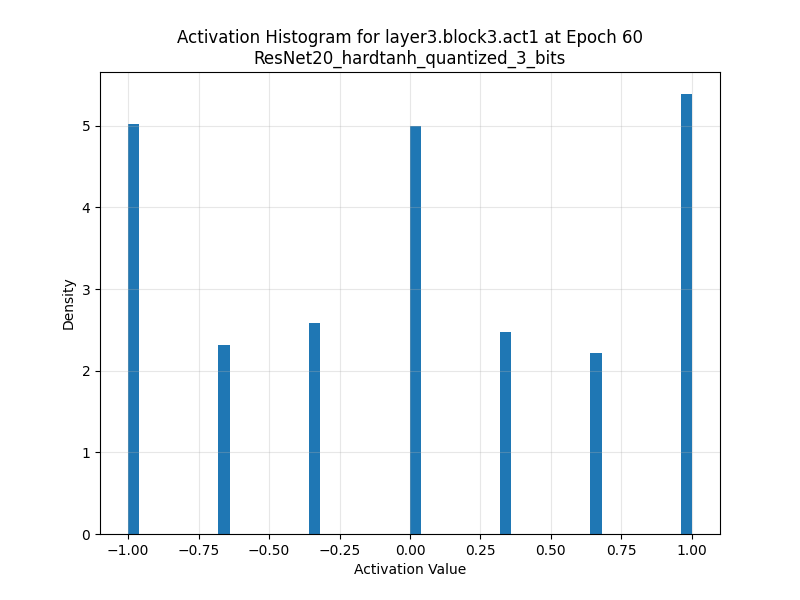 Activation Histogram for layer3.block3.act1 at Epoch 60
ResNet20_hardtanh_quantized_3_bits
Density
5
4
3
2
1
0
−1.00 −0.75 −0.50 −0.25 0.00 0.25 0.50 0.75 1.00
Activation Value